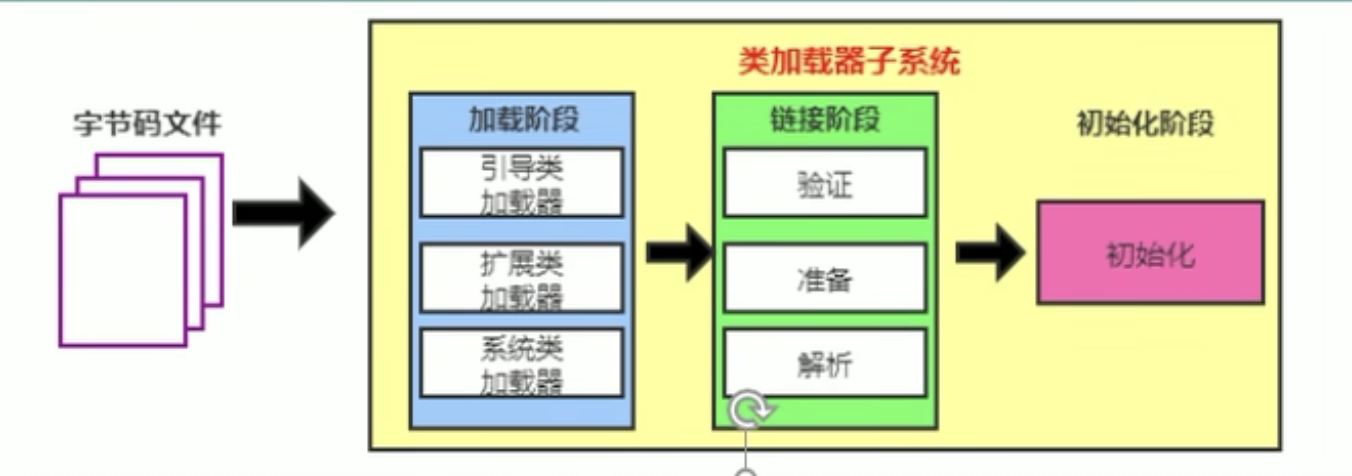 类加载器子系统
字节码文件
加载阶段
引导类
加载器
扩展类
加载器
系统类
加载器
链接阶段
验证
准备
解析
初始化阶段
初始化